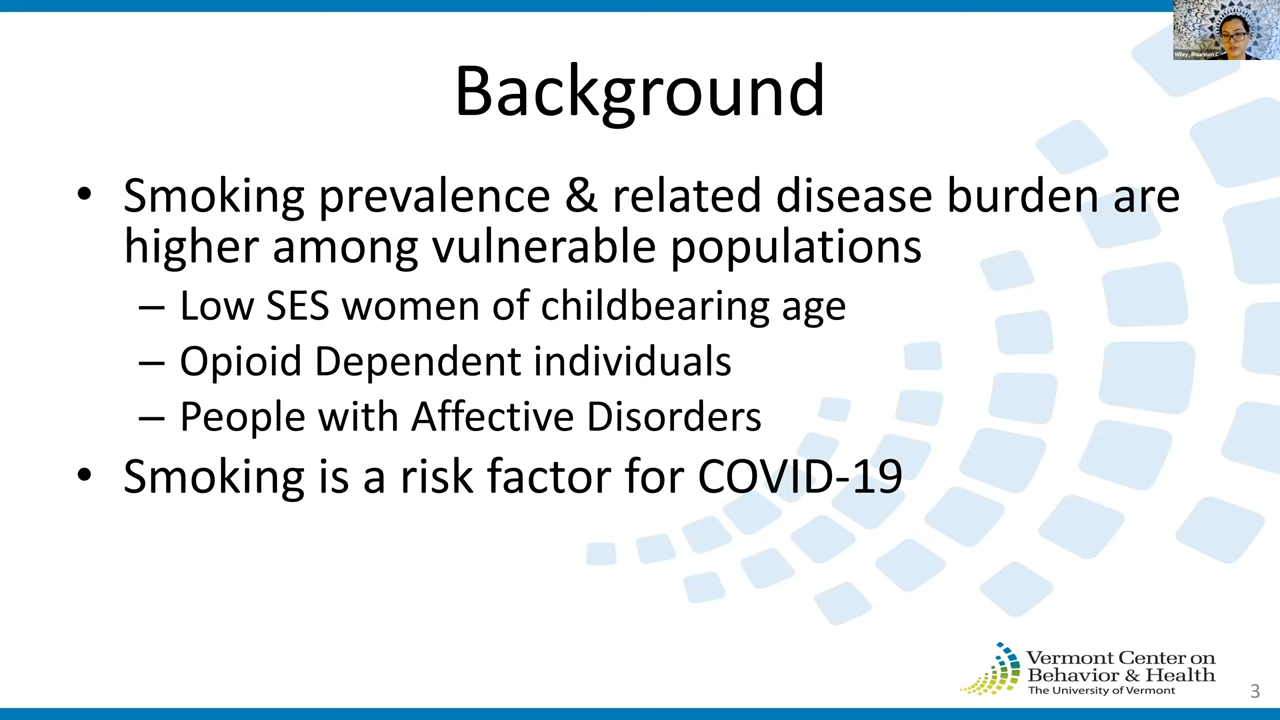 Wiley, Rhiannon C
Background
• Smoking prevalence & related disease burden are
higher among vulnerable populations
– Low SES women of childbearing age
– Opioid Dependent individuals
– People with Affective Disorders
• Smoking is a risk factor for COVID-19
Vermont Center on
Behavior & Health
The University of Vermont
3